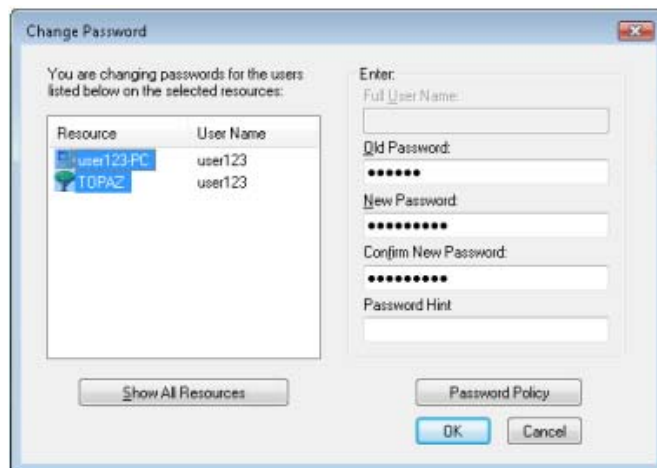 Change Password
You are changing passwords for the users
listed below on the selected resources:
Resource User Name
user123-PC user123
TOPAZ user123
Show All Resources
Enter:
Full User Name:
Old Password:
●●●●●●
New Password:
●●●●●●●●●
Confirm New Password:
●●●●●●●●●
Password Hint
Password Policy
OK Cancel